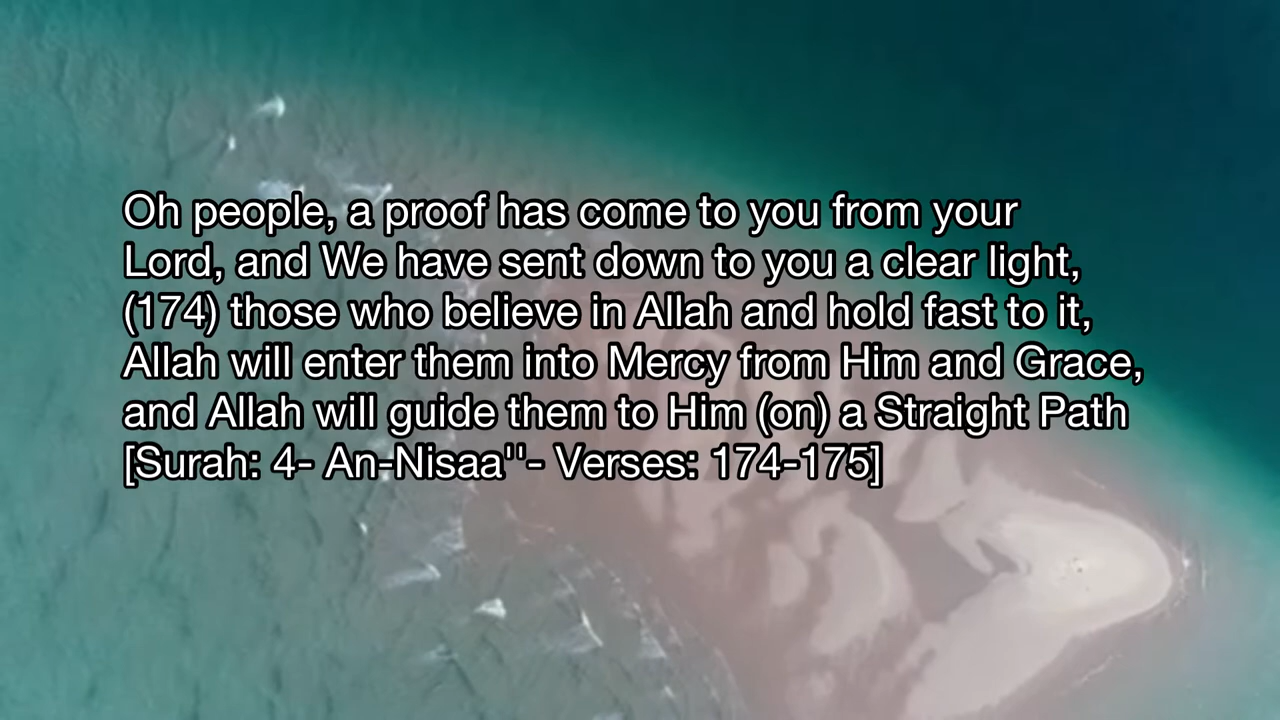 Oh people, a proof has come to you from your
Lord, and We have sent down to you a clear light,
(174) those who believe in Allah and hold fast to it,
Allah will enter them into Mercy from Him and Grace,
and Allah will guide them to Him (on) a Straight Path
[Surah: 4- An-Nisaa''- Verses: 174-175]